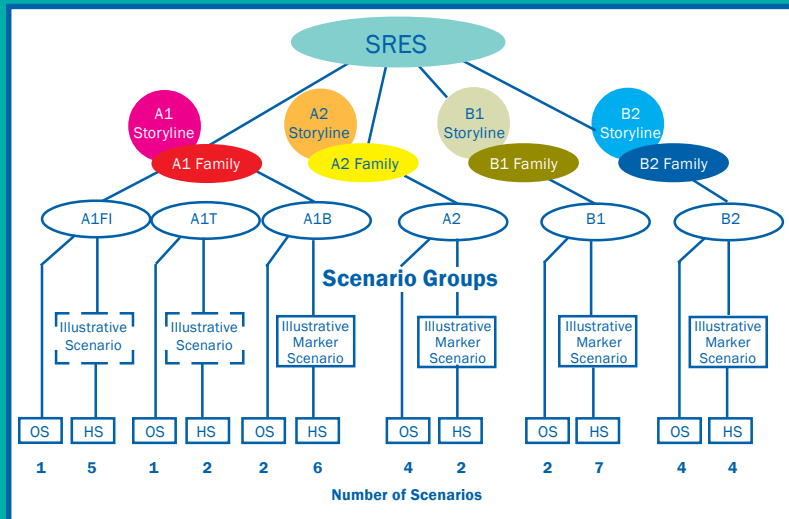 SRES
A1
Storyline
A2
Storyline
B1
Storyline
B2
Storyline
A1 Family
A2 Family
B1 Family
B2 Family
A1FI
A1T
A1B
A2
B1
B2
Scenario Groups
Illustrative
Scenario
Illustrative
Scenario
Illustrative
Marker
Scenario
Illustrative
Marker
Scenario
Illustrative
Marker
Scenario
Illustrative
Marker
Scenario
OS HS OS HS OS HS OS HS OS HS OS HS
1 5 1 2 2 6 4 2 2 7 4 4
Number of Scenarios